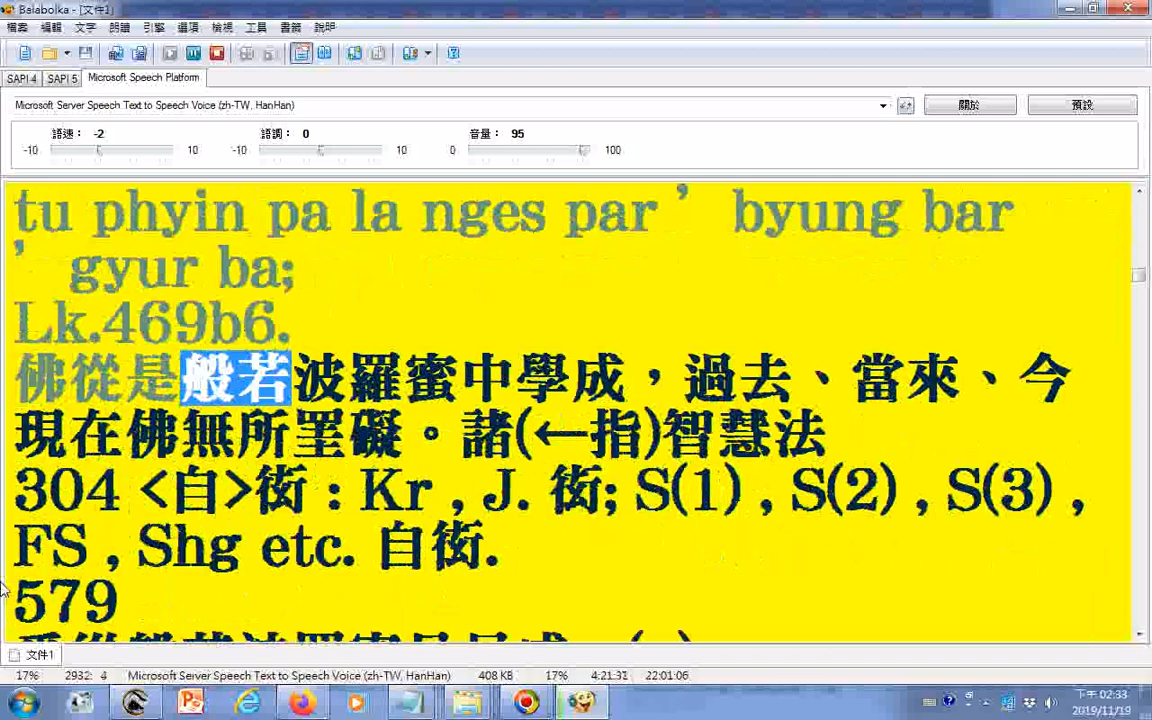 Balabolka - [文件1]
檔案 編輯 文字 朗讀 引擎 選項 檢視 工具 書籤 說明
SAPI 4 SAPI 5 Microsoft Speech Platform
Microsoft Server Speech Text to Speech Voice (zh-TW, HanHan) 關於 預設
語速： -2 語調： 0 音量： 95
-10 10 -10 10 0 100
tu phyin pa la nges par ’ byung bar
’ gyur ba;
Lk.469b6.
佛從是般若波羅蜜中學成，過去、當來、今
現在佛無所罣礙。諸(←指)智慧法
304 <自>衒 : Kr , J. 衒; S(1) , S(2) , S(3) ,
FS , Shg etc. 自衒.
579
文件1
17% 2932: 4 Microsoft Server Speech Text to Speech Voice (zh-TW, HanHan) 408 KB 17% 4:21:31 22:01:06
下午 02:33
2019/11/19